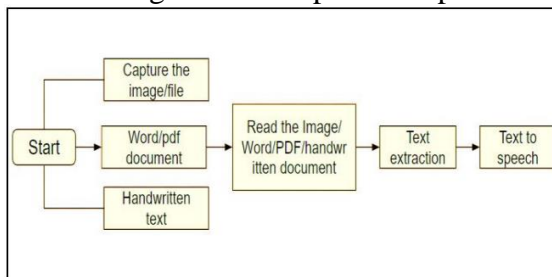 Capture the
image/file
Start
Word/pdf
document
Handwritten
text
Read the Image/
Word/PDF/handwr
itten document
Text
extraction
Text to
speech